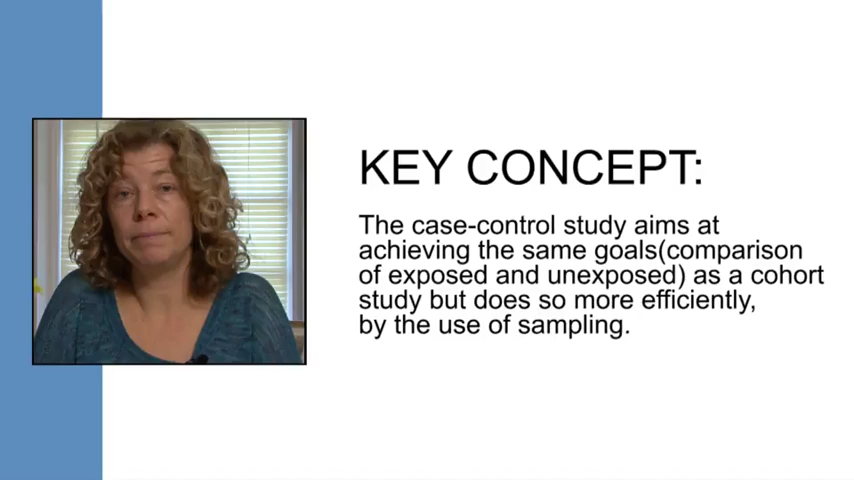 KEY CONCEPT:
The case-control study aims at
achieving the same goals(comparison
of exposed and unexposed) as a cohort
study but does so more efficiently,
by the use of sampling.